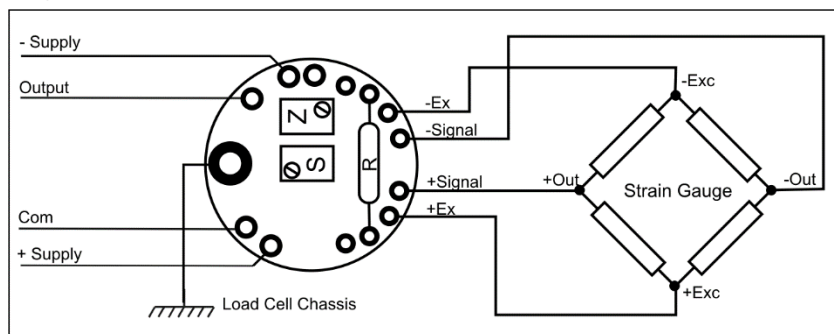 - Supply
Output
Com
+ Supply
Load Cell Chassis
Z
S
R
-Ex
-Signal
+Signal
+Ex
-Exc
+Out
Strain Gauge
-Out
+Exc